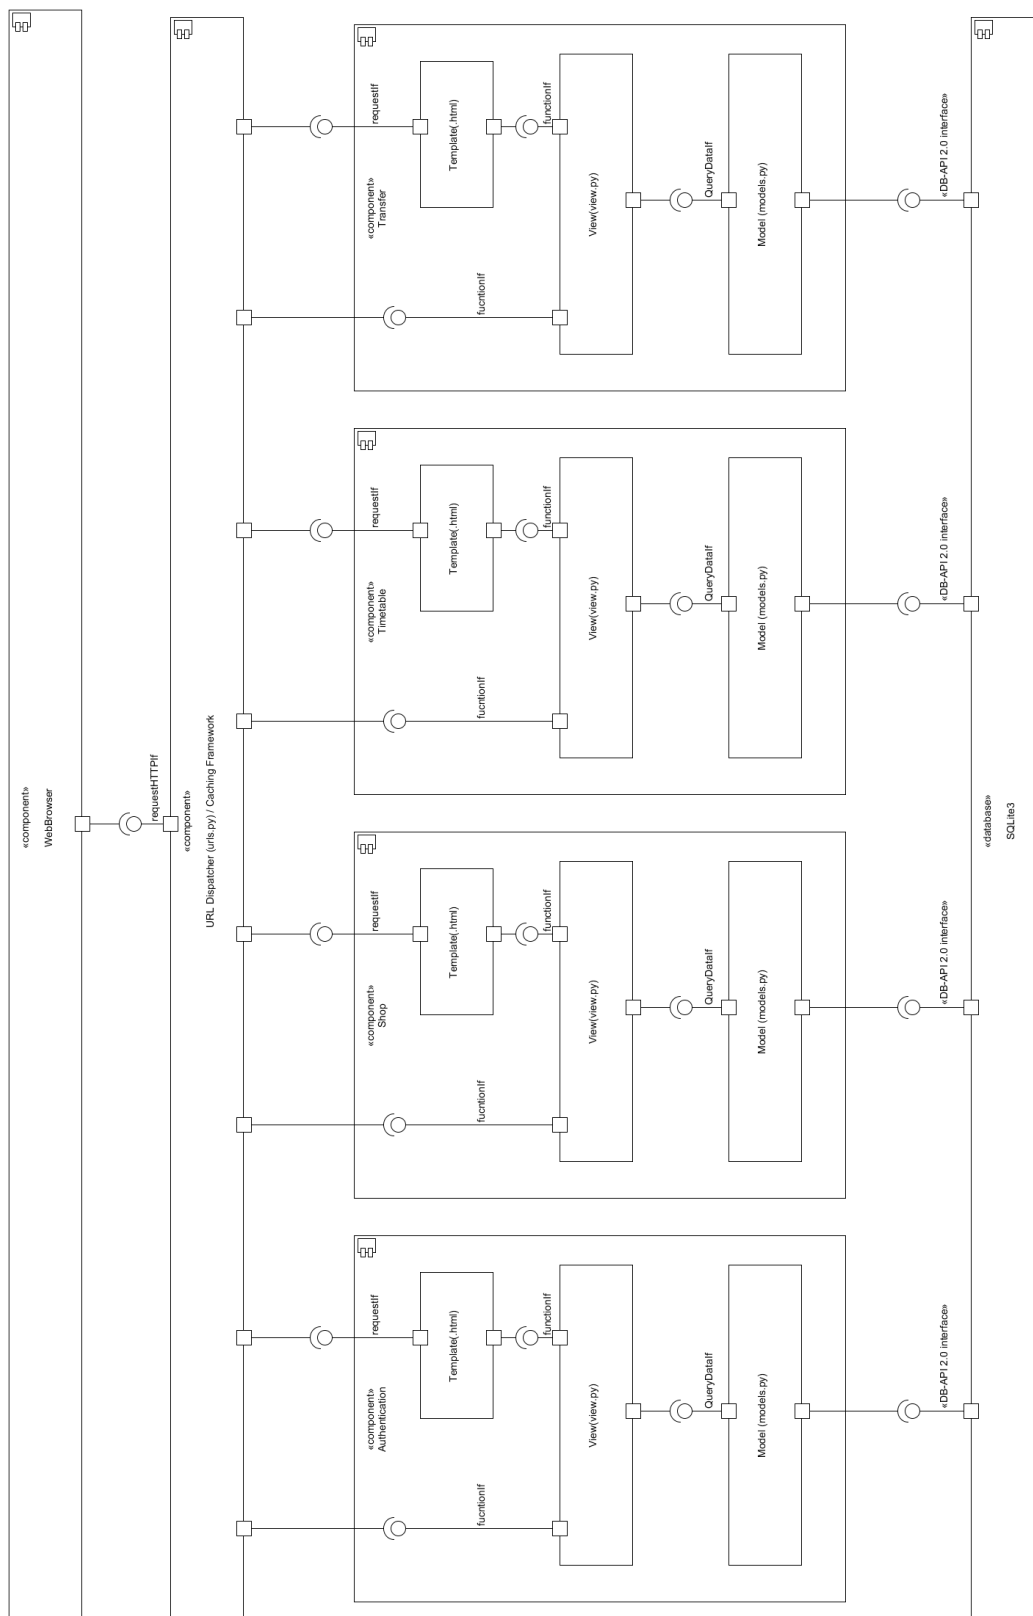 «component»
WebBrowser
requestHTTPIf
«component»
URL Dispatcher (urls.py) / Caching Framework
«component»
Authentication
requestIf
Template(.html)
functionIf
fucntionIf
View(view.py)
QueryDataIf
Model (models.py)
«DB-API 2.0 interface»
«component»
Shop
requestIf
Template(.html)
functionIf
fucntionIf
View(view.py)
QueryDataIf
Model (models.py)
«DB-API 2.0 interface»
«component»
Timetable
requestIf
Template(.html)
functionIf
fucntionIf
View(view.py)
QueryDataIf
Model (models.py)
«DB-API 2.0 interface»
«component»
Transfer
requestIf
Template(.html)
functionIf
fucntionIf
View(view.py)
QueryDataIf
Model (models.py)
«DB-API 2.0 interface»
«database»
SQLite3